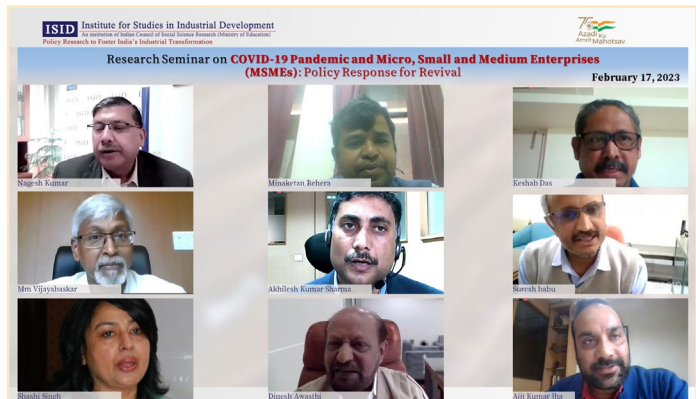 ISID
Institute for Studies in Industrial Development
An Institution of Indian Council of Social Science Research (Ministry of Education)
Policy Research to Foster India's Industrial Transformation
Azadi Ka
Amrit Mahotsav
Research Seminar on COVID-19 Pandemic and Micro, Small and Medium Enterprises
(MSMEs): Policy Response for Revival
February 17, 2023
Nagesh Kumar
Minaketan Behera
Keshab Das
Mrn Vijayabaskar
Akhilesh Kumar Sharma
Suresh babu
Shashi Singh
Dinesh Awasthi
Ajit Kumar Jha